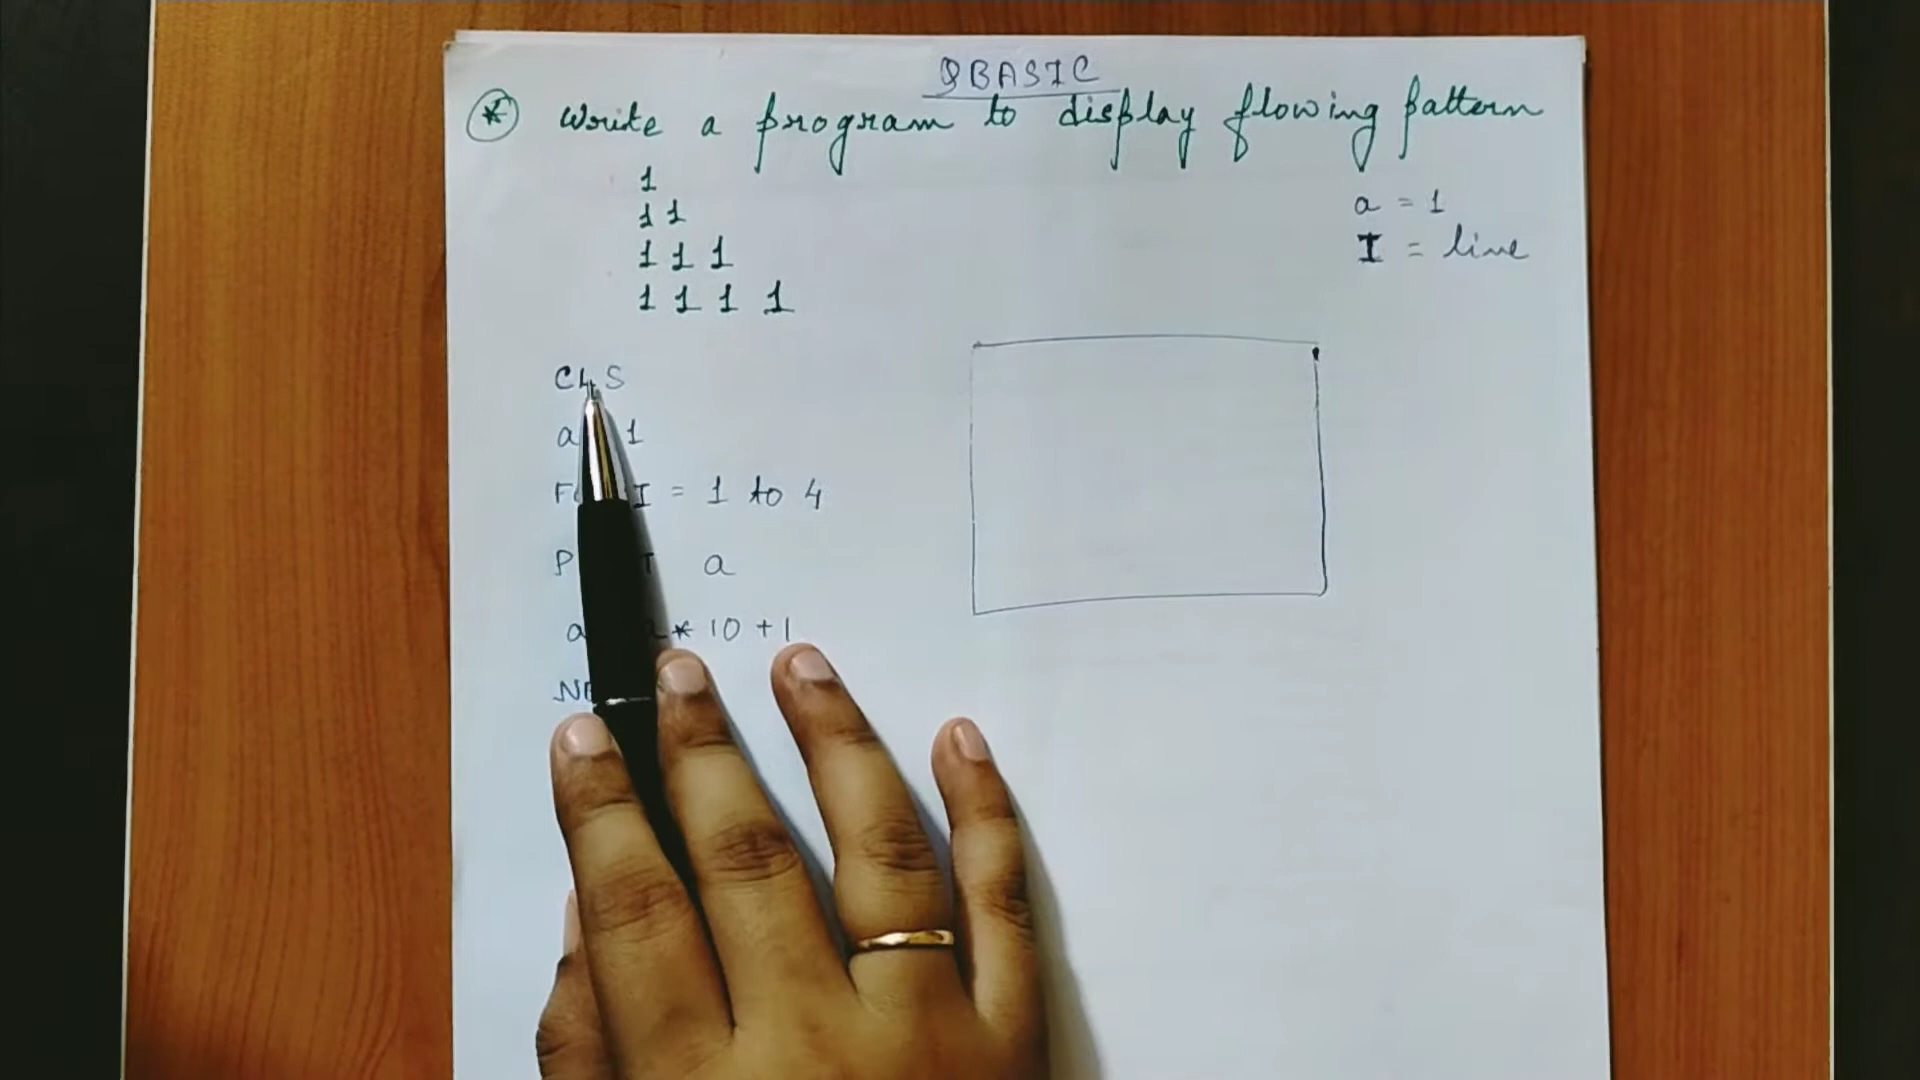 QBASIC
* Write a program to display flowing pattern
1
1 1
1 1 1
1 1 1 1
a = 1
I = line
CLS
a 1
I = 1 to 4
a
a * 10 + 1